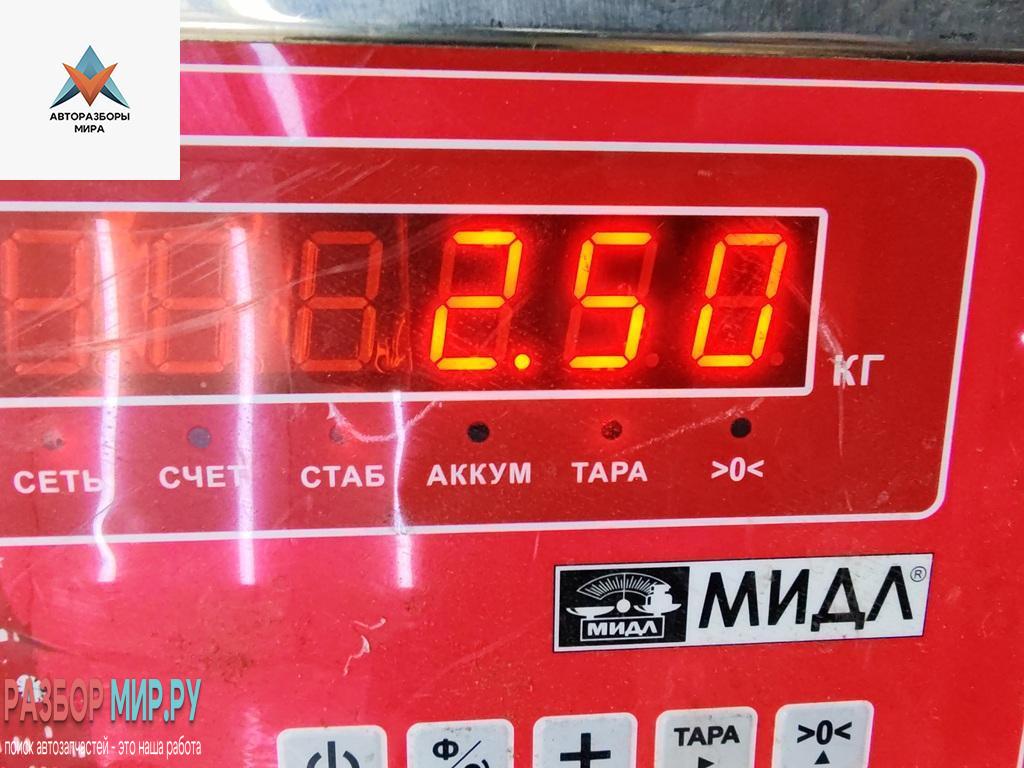 АВТОРАЗБОРЫ
МИРА
2.50
КГ
СЕТЬ СЧЕТ СТАБ АККУМ ТАРА >0<
МИДЛ МИДЛ®
РАЗБОР МИР.РУ
поиск автозапчастей - это наша работа
+ ТАРА >0<